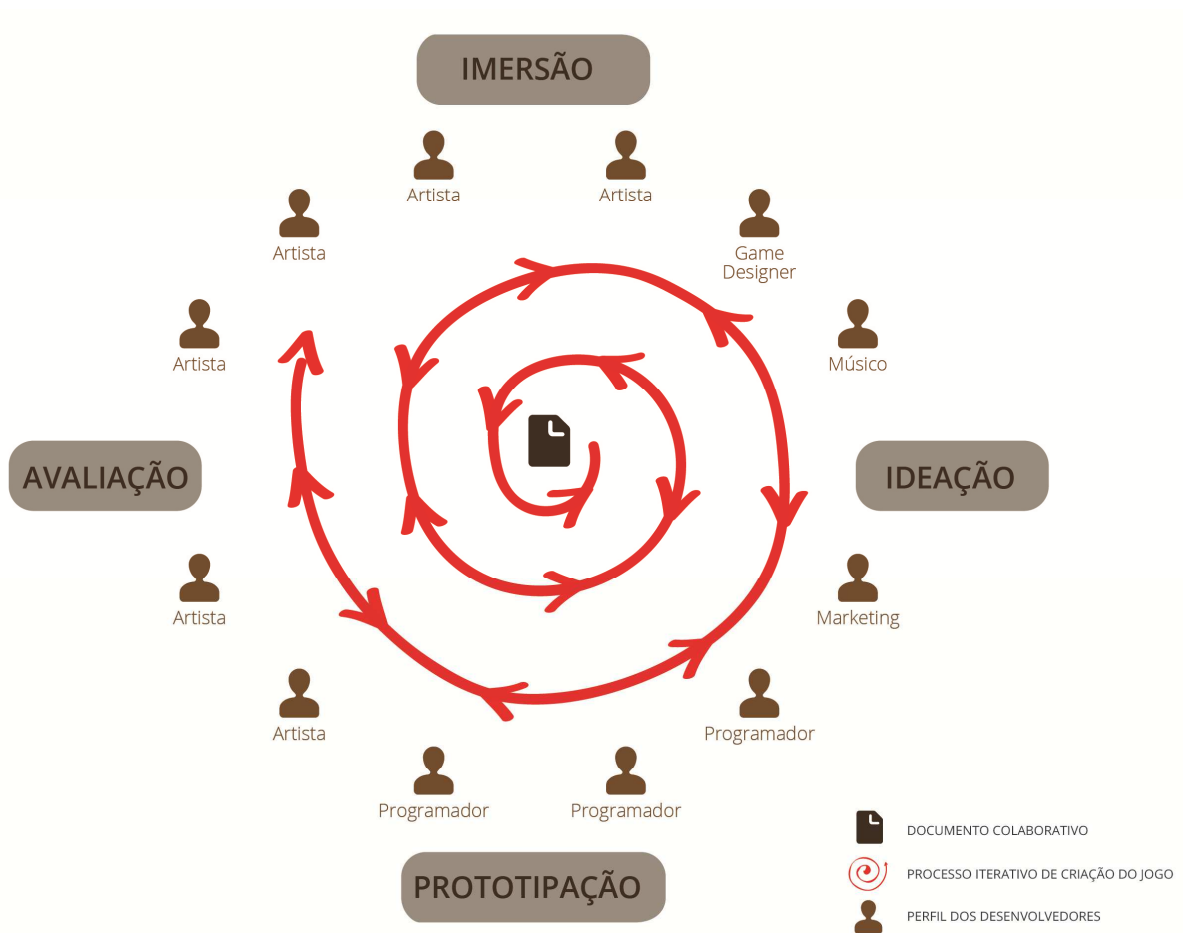 IMERSÃO
Artista
Artista
Artista
Game
Designer
Artista
Músico
AVALIAÇÃO
IDEAÇÃO
Artista
Marketing
Artista
Programador
Programador
Programador
PROTOTIPAÇÃO
DOCUMENTO COLABORATIVO
PROCESSO ITERATIVO DE CRIAÇÃO DO JOGO
PERFIL DOS DESENVOLVEDORES